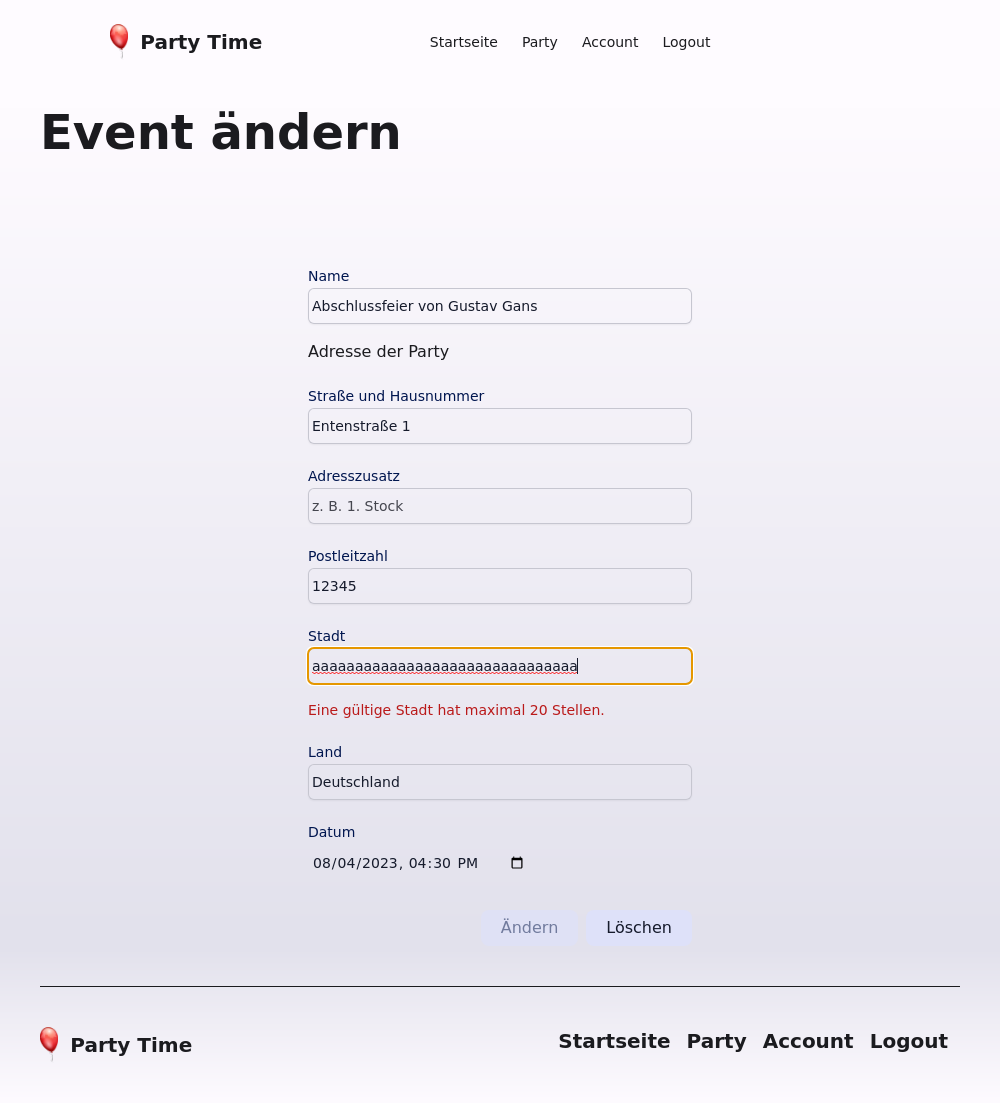 Party Time
Startseite Party Account Logout
Event ändern
Name
Abschlussfeier von Gustav Gans
Adresse der Party
Straße und Hausnummer
Entenstraße 1
Adresszusatz
z. B. 1. Stock
Postleitzahl
12345
Stadt
aaaaaaaaaaaaaaaaaaaaaaaaaaaaaaa
Eine gültige Stadt hat maximal 20 Stellen.
Land
Deutschland
Datum
08/04/2023, 04:30 PM
Ändern Löschen
Party Time
Startseite Party Account Logout